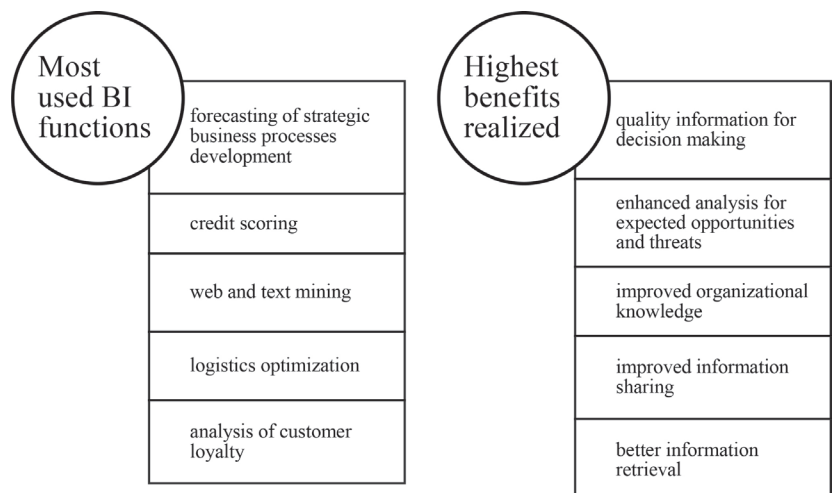 Most
used BI
functions
forecasting of strategic
business processes
development
credit scoring
web and text mining
logistics optimization
analysis of customer
loyalty
Highest
benefits
realized
quality information for
decision making
enhanced analysis for
expected opportunities
and threats
improved organizational
knowledge
improved information
sharing
better information
retrieval